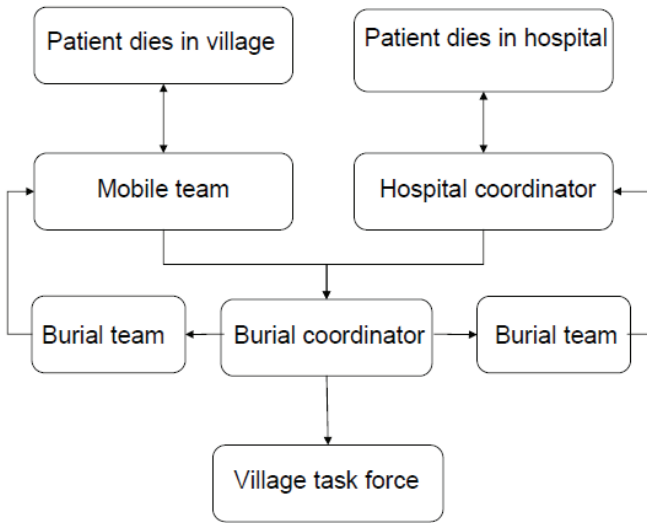 Patient dies in village
Patient dies in hospital
Mobile team
Hospital coordinator
Burial team
Burial coordinator
Burial team
Village task force